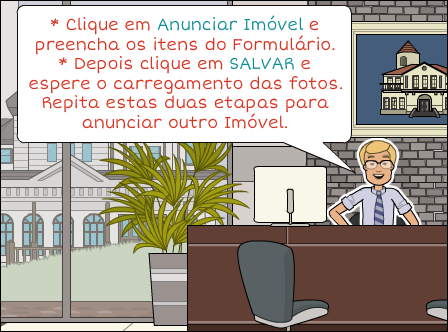 * Clique em Anunciar Imóvel e
preencha os itens do Formulário.
* Depois clique em SALVAR e
espere o carregamento das fotos.
Repita estas duas etapas para
anunciar outro Imóvel.